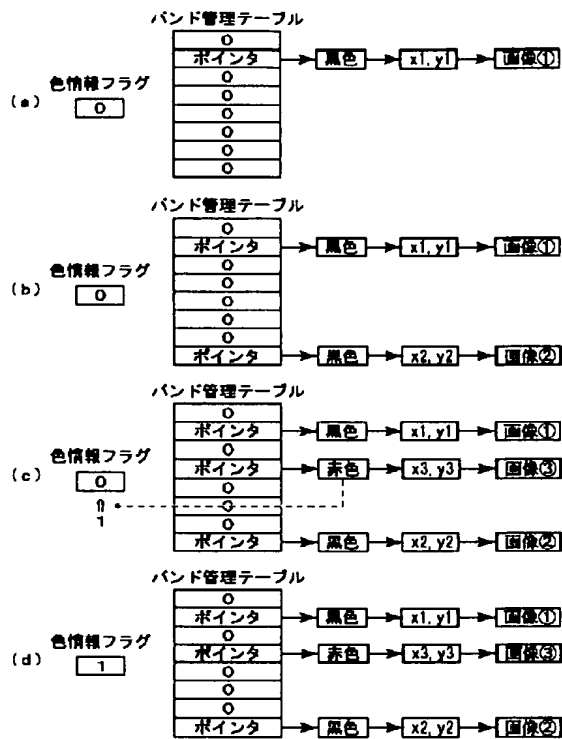 バンド管理テーブル
0
ポインタ 黒色 x1, y1 画像①
色情報フラグ 0
0
(a) 0 0
0
0
0
バンド管理テーブル
0
ポインタ 黒色 x1, y1 画像①
色情報フラグ 0
0
(b) 0 0
0
0
ポインタ 黒色 x2, y2 画像②
バンド管理テーブル
0
ポインタ 黒色 x1, y1 画像①
色情報フラグ 0
(c) 0 ポインタ 赤色 x3, y3 画像③
0
⇑ 0
1 0
ポインタ 黒色 x2, y2 画像②
バンド管理テーブル
0
ポインタ 黒色 x1, y1 画像①
色情報フラグ 0
(d) 1 ポインタ 赤色 x3, y3 画像③
0
0
0
ポインタ 黒色 x2, y2 画像②